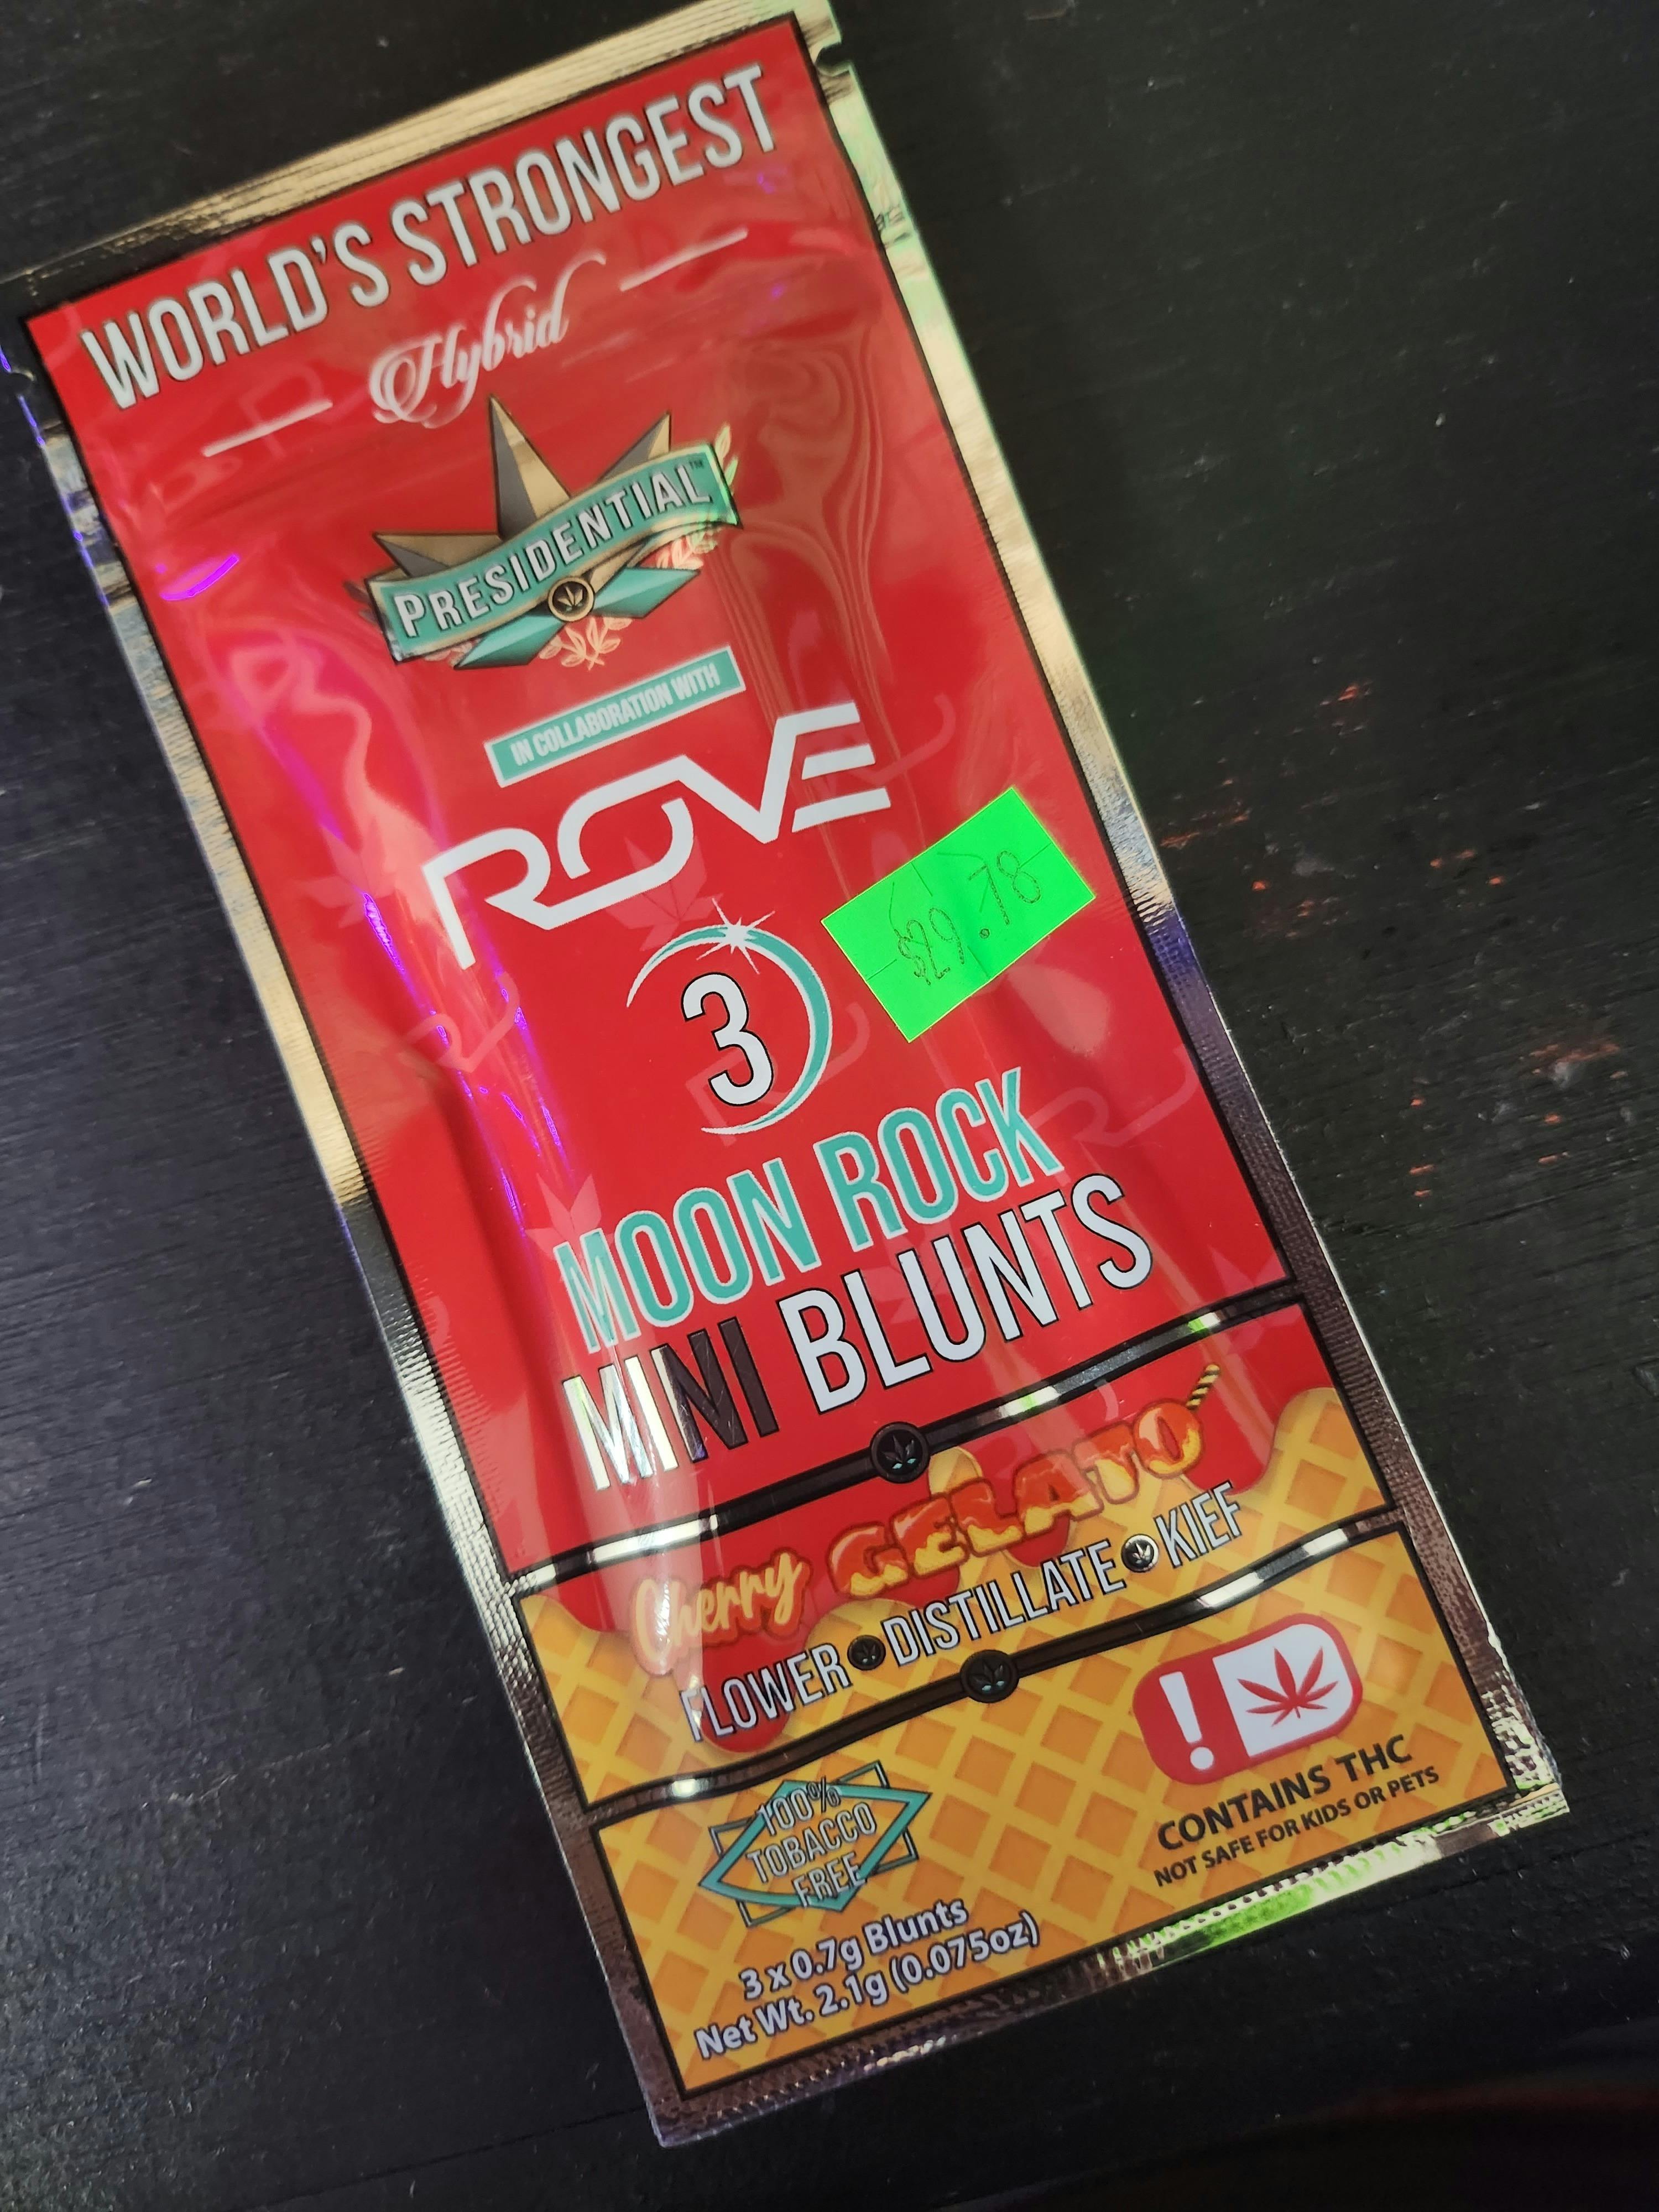 WORLD'S STRONGEST
Hybrid
PRESIDENTIAL™
IN COLLABORATION WITH
ROVE
$29.78
3
MOON ROCK
MINI BLUNTS
Cherry GELATO
FLOWER DISTILLATE KIEF
!
CONTAINS THC
NOT SAFE FOR KIDS OR PETS
100%
TOBACCO
FREE
3 x 0.7g Blunts
Net Wt. 2.1g (0.075oz)